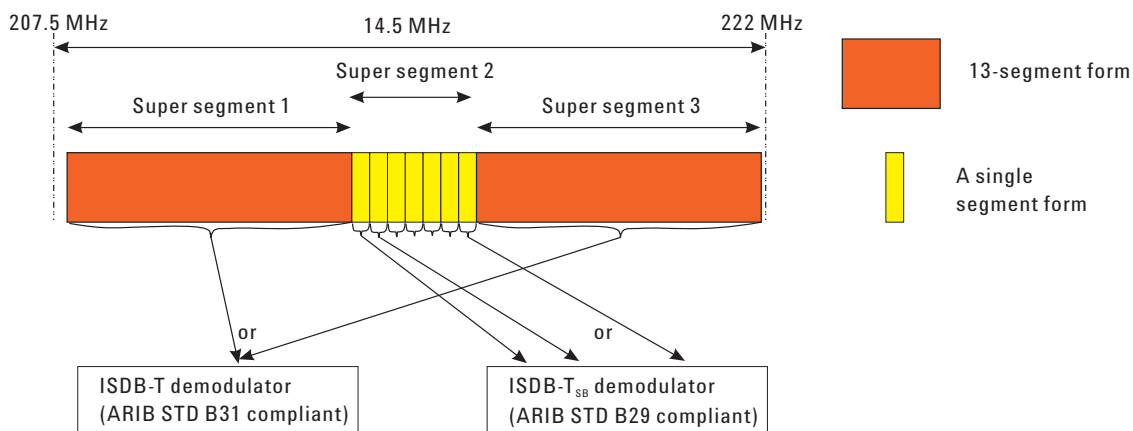 207.5 MHz
14.5 MHz
222 MHz
Super segment 2
Super segment 1
Super segment 3
13-segment form
A single
segment form
or
or
ISDB-T demodulator
(ARIB STD B31 compliant)
ISDB-TSB demodulator
(ARIB STD B29 compliant)